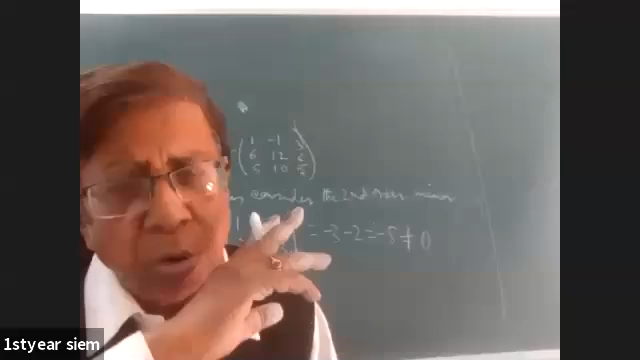 1 -1 3
6 12 6
5 10 5
consider the 2nd order minor
= -3 - 2 = -5 ≠ 0
1styear siem